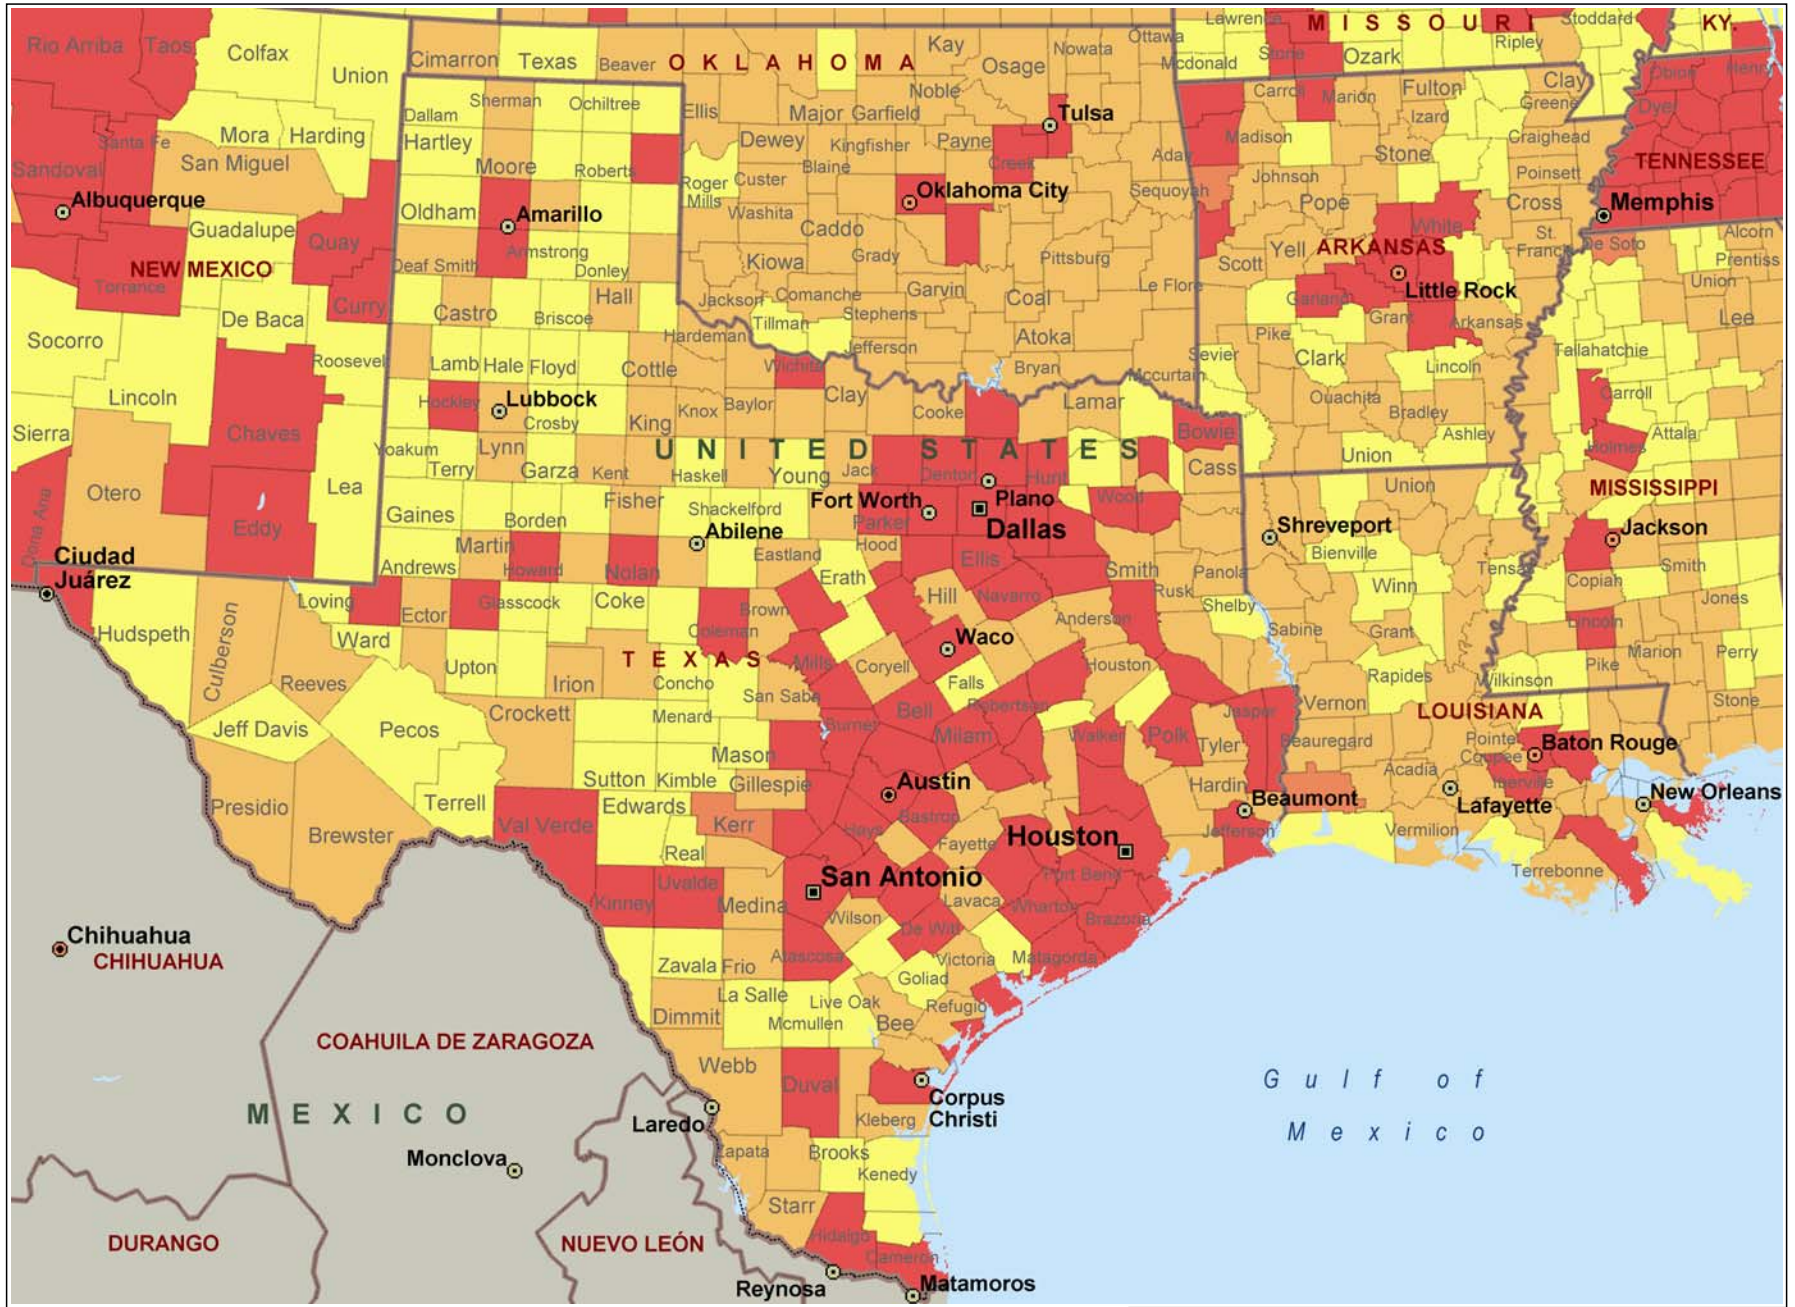 Rio Arriba
Taos
Colfax
Union
Cimarron
Texas
Beaver
OKLAHOMA
Kay
Nowata
Ottawa
Osage
Noble
Lawrence
MISSOURI
Stoddard
KY.
Stone
Ozark
Ripley
Mcdonald
Obion
Henry
Dallam
Sherman
Ochiltree
Hartley
Ellis
Major
Garfield
Tulsa
Carroll
Marion
Fulton
Clay
Greene
Izard
Dyer
Santa Fe
Mora
Harding
Sandoval
San Miguel
Moore
Roberts
Dewey
Kingfisher
Payne
Blaine
Creek
Adair
Madison
Stone
Craighead
TENNESSEE
Albuquerque
Roger
Mills
Custer
Oklahoma City
Sequoyah
Johnson
Pope
Poinsett
Cross
Memphis
Guadalupe
Quay
Oldham
Amarillo
Washita
Caddo
White
NEW MEXICO
Torrance
Deaf Smith
Armstrong
Donley
Kiowa
Grady
Pittsburg
Scott
Yell
ARKANSAS
St.
Francis
De Soto
Alcorn
Prentiss
Curry
De Baca
Castro
Briscoe
Hall
Jackson
Comanche
Garvin
Coal
Le Flore
Garland
Little Rock
Union
Socorro
Roosevelt
Lamb
Hale
Floyd
Cottle
Hardeman
Tillman
Stephens
Jefferson
Atoka
Pike
Grant
Arkansas
Clark
Lee
Tallahatchie
Lincoln
Hockley
Lubbock
Crosby
King
Knox
Baylor
Wichita
Clay
Cooke
Bryan
Mccurtain
Sevier
Lincoln
Ouachita
Bradley
Carroll
Sierra
Chaves
Yoakum
Lynn
Terry
Garza
Kent
UNITED STATES
Haskell
Young
Jack
Denton
Hunt
Lamar
Bowie
Cass
Ashley
Union
Holmes
Attala
Otero
Lea
Eddy
Gaines
Borden
Fisher
Shackelford
Fort Worth
Parker
Plano
Dallas
Wood
Union
MISSISSIPPI
Dona Ana
Ciudad
Juárez
Andrews
Martin
Howard
Nolan
Abilene
Eastland
Hood
Ellis
Smith
Panola
Rusk
Shreveport
Bienville
Winn
Tensas
Jackson
Copiah
Smith
Hudspeth
Culberson
Loving
Ector
Glasscock
Coke
Brown
Coleman
Erath
Hill
Navarro
Anderson
Shelby
Sabine
Grant
Lincoln
Jones
Ward
Upton
TEXAS
Mills
Coryell
Waco
Houston
Rapides
Wilkinson
Pike
Marion
Perry
Reeves
Irion
Concho
San Saba
Falls
Jeff Davis
Pecos
Crockett
Menard
Burnet
Bell
Robertson
Jasper
Vernon
LOUISIANA
Stone
Mason
Milam
Walker
Polk
Tyler
Beauregard
Pointe
Coupee
Baton Rouge
Presidio
Terrell
Sutton
Kimble
Gillespie
Austin
Hardin
Acadia
Iberville
Brewster
Edwards
Bastrop
Beaumont
Lafayette
New Orleans
Val Verde
Kerr
Hays
Fayette
Houston
Jefferson
Vermilion
Real
Kinney
Uvalde
Medina
San Antonio
Fort Bend
Terrebonne
Wilson
Lavaca
Wharton
Brazoria
De Witt
Chihuahua
CHIHUAHUA
Zavala
Frio
Atascosa
Victoria
Matagorda
Goliad
Dimmit
La Salle
Live Oak
Refugio
Mcmullen
Bee
COAHUILA DE ZARAGOZA
Webb
Duval
Corpus
Christi
Gulf of
Mexico
MEXICO
Laredo
Kleberg
Monclova
Zapata
Brooks
Kenedy
Starr
DURANGO
NUEVO LEÓN
Hidalgo
Cameron
Reynosa
Matamoros